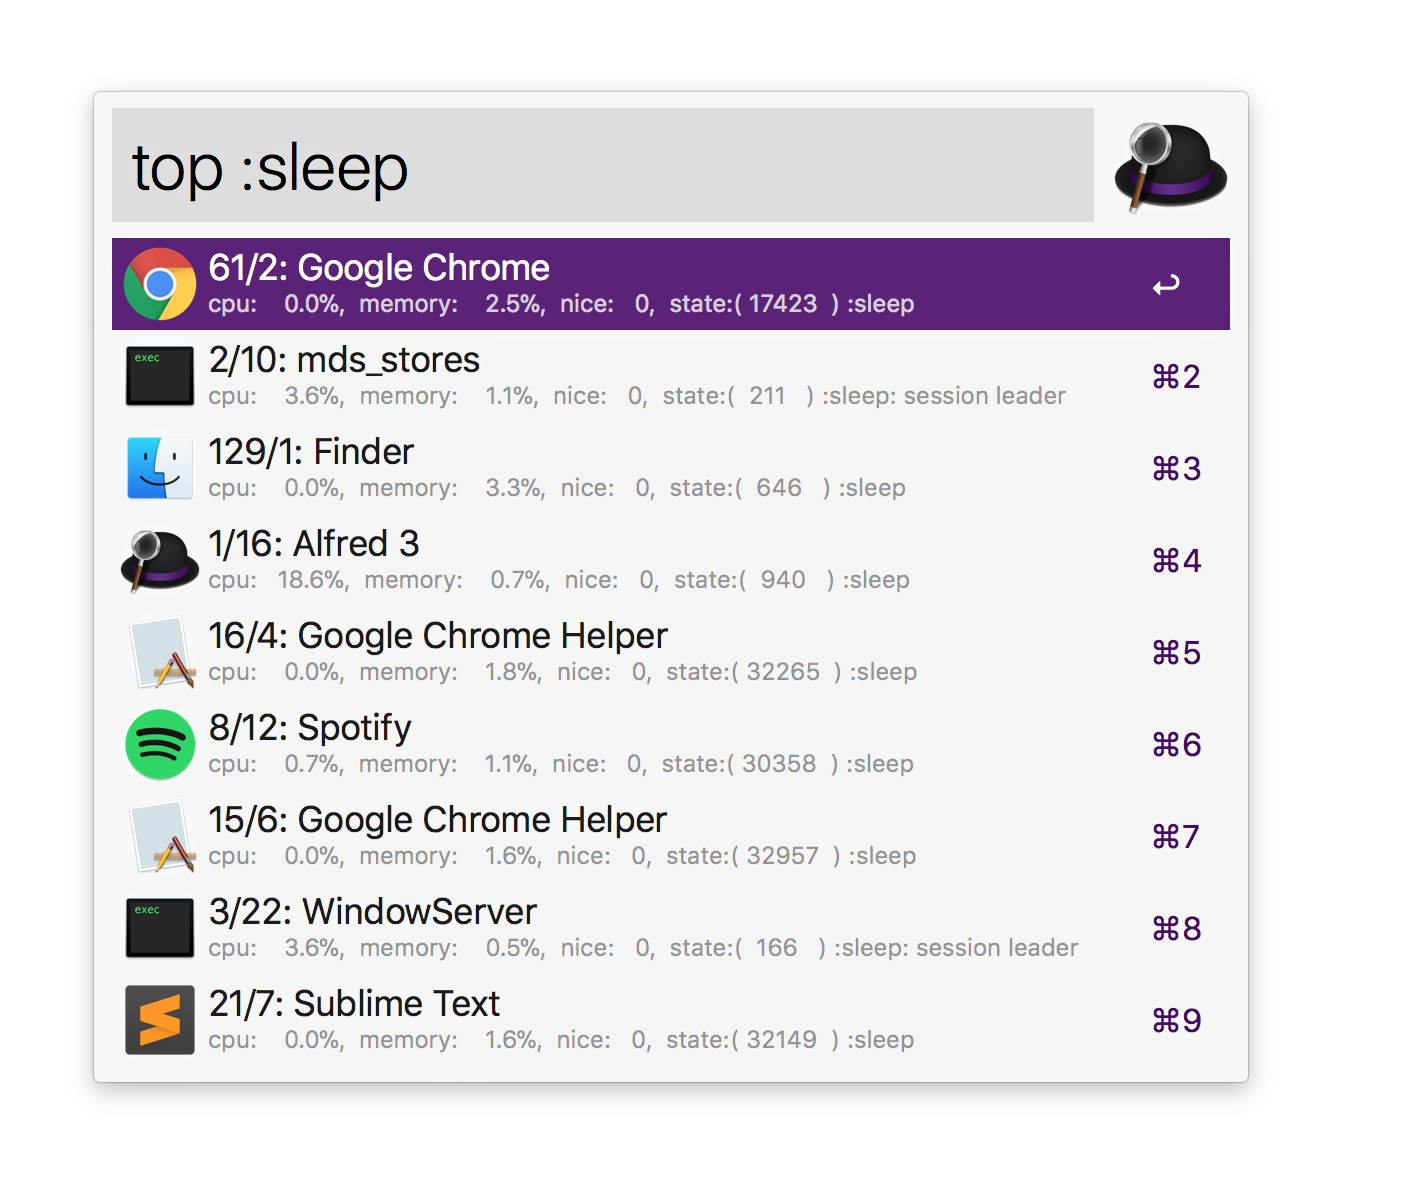 top :sleep
61/2: Google Chrome
cpu: 0.0%, memory: 2.5%, nice: 0, state:( 17423 ) :sleep
↩
exec
2/10: mds_stores
cpu: 3.6%, memory: 1.1%, nice: 0, state:( 211 ) :sleep: session leader
⌘2
129/1: Finder
cpu: 0.0%, memory: 3.3%, nice: 0, state:( 646 ) :sleep
⌘3
1/16: Alfred 3
cpu: 18.6%, memory: 0.7%, nice: 0, state:( 940 ) :sleep
⌘4
16/4: Google Chrome Helper
cpu: 0.0%, memory: 1.8%, nice: 0, state:( 32265 ) :sleep
⌘5
8/12: Spotify
cpu: 0.7%, memory: 1.1%, nice: 0, state:( 30358 ) :sleep
⌘6
15/6: Google Chrome Helper
cpu: 0.0%, memory: 1.6%, nice: 0, state:( 32957 ) :sleep
⌘7
exec
3/22: WindowServer
cpu: 3.6%, memory: 0.5%, nice: 0, state:( 166 ) :sleep: session leader
⌘8
21/7: Sublime Text
cpu: 0.0%, memory: 1.6%, nice: 0, state:( 32149 ) :sleep
⌘9